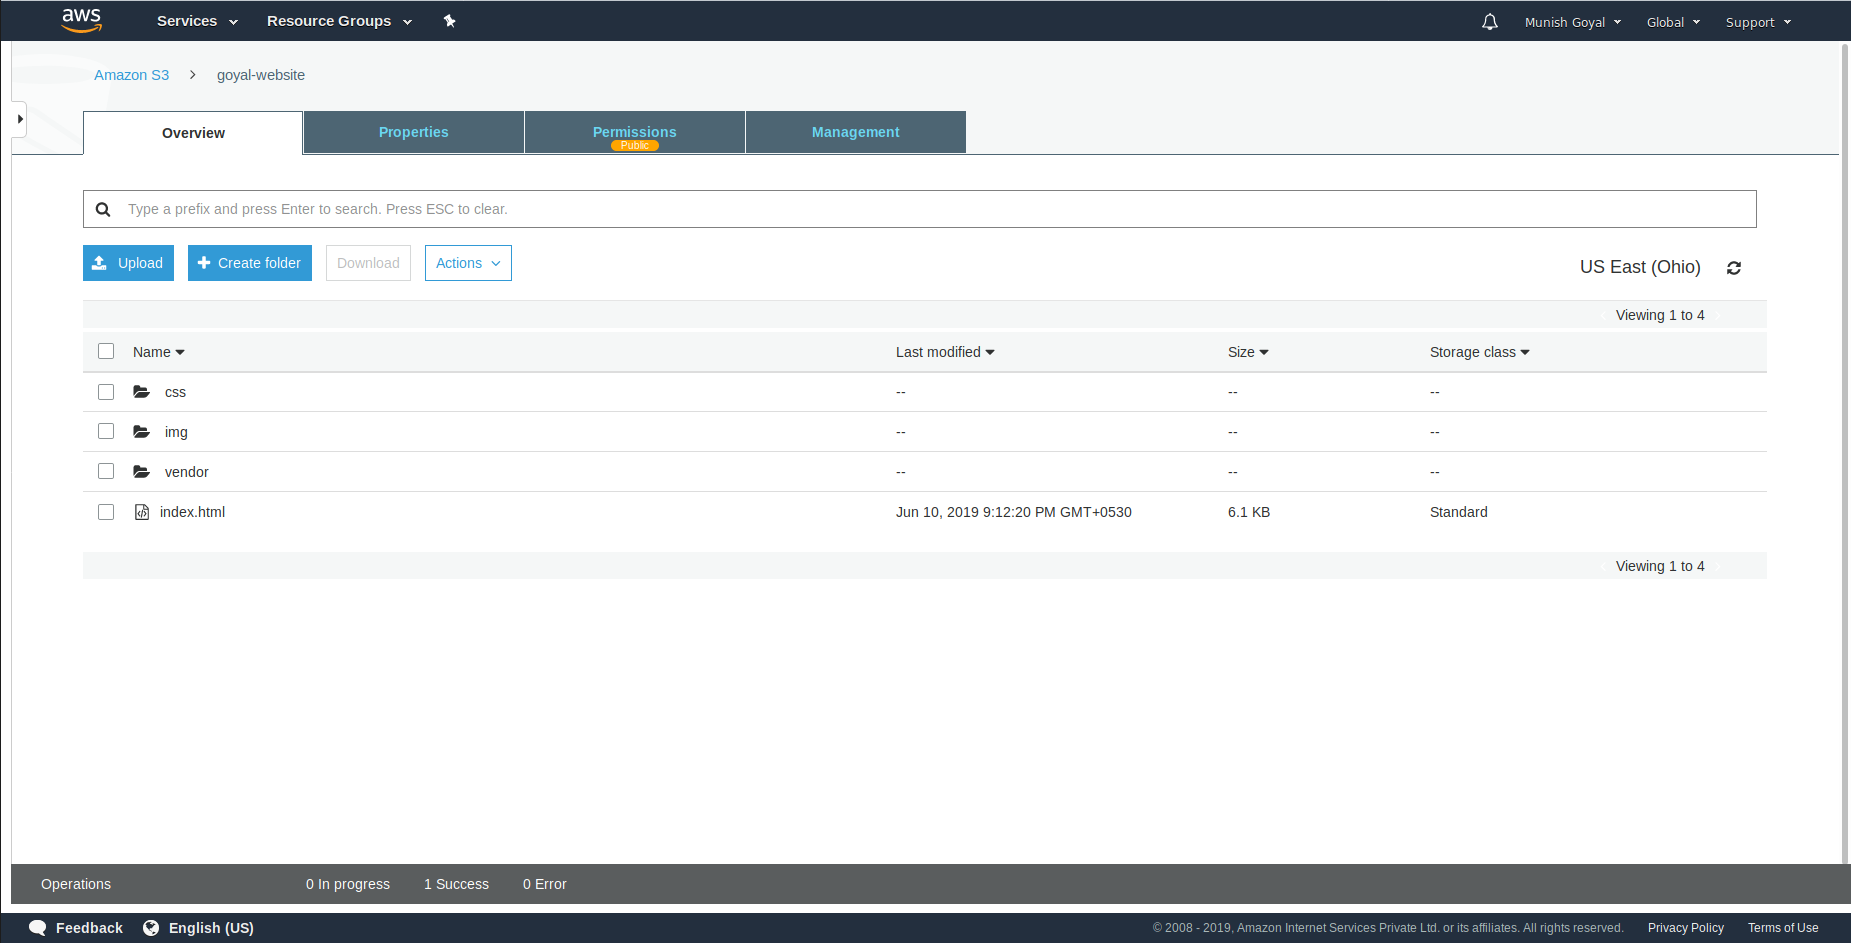 aws Services Resource Groups Munish Goyal Global Support
Amazon S3 > goyal-website
Overview Properties Permissions Management
Public
Type a prefix and press Enter to search. Press ESC to clear.
Upload Create folder Download Actions US East (Ohio)
Viewing 1 to 4
Name Last modified Size Storage class
css -- -- --
img -- -- --
vendor -- -- --
index.html Jun 10, 2019 9:12:20 PM GMT+0530 6.1 KB Standard
Viewing 1 to 4
Operations 0 In progress 1 Success 0 Error
Feedback English (US) © 2008 - 2019, Amazon Internet Services Private Ltd. or its affiliates. All rights reserved. Privacy Policy Terms of Use